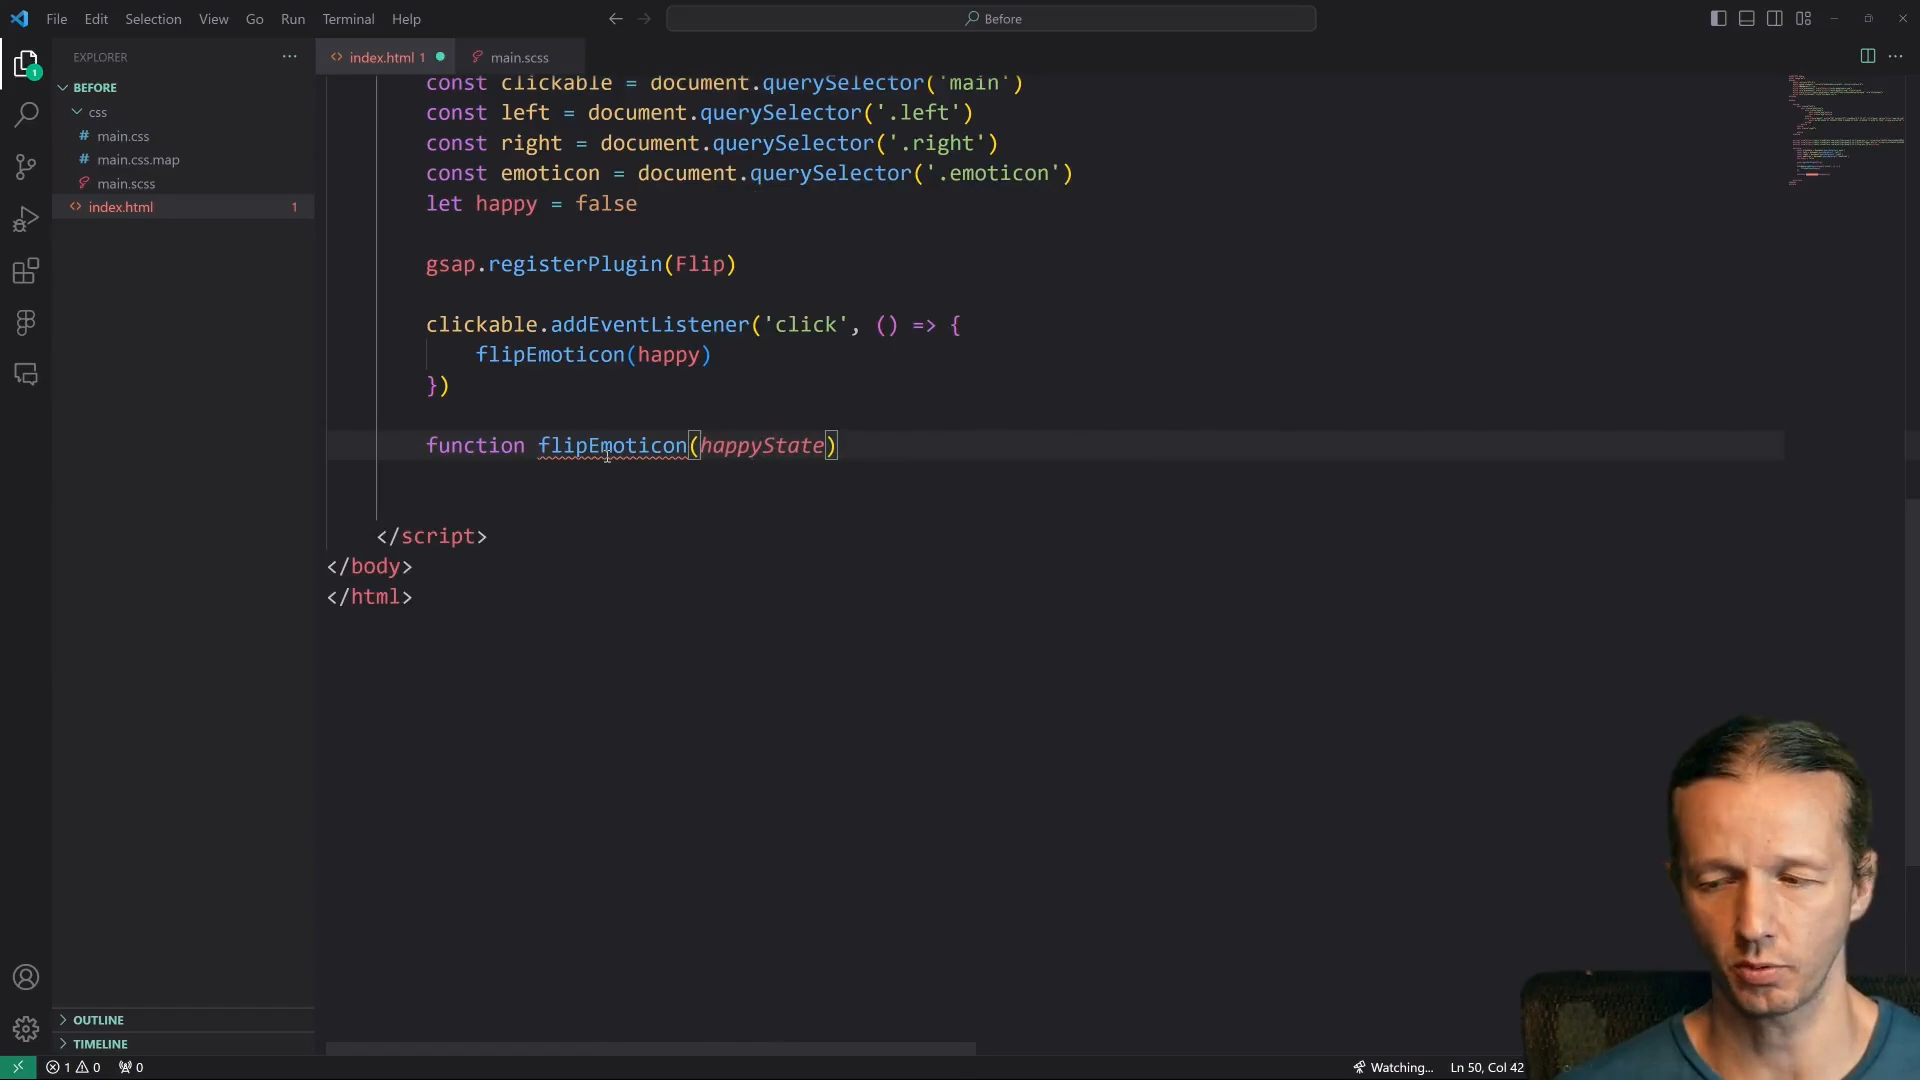 File Edit Selection View Go Run Terminal Help
Before
EXPLORER
index.html 1
main.scss
BEFORE
css
main.css
main.css.map
main.scss
index.html 1
1
const clickable = document.querySelector('main')
const left = document.querySelector('.left')
const right = document.querySelector('.right')
const emoticon = document.querySelector('.emoticon')
let happy = false
gsap.registerPlugin(Flip)
clickable.addEventListener('click', () => {
flipEmoticon(happy)
})
function flipEmoticon(happyState)
</script>
</body>
</html>
OUTLINE
TIMELINE
1 0 0
Watching... Ln 50, Col 42